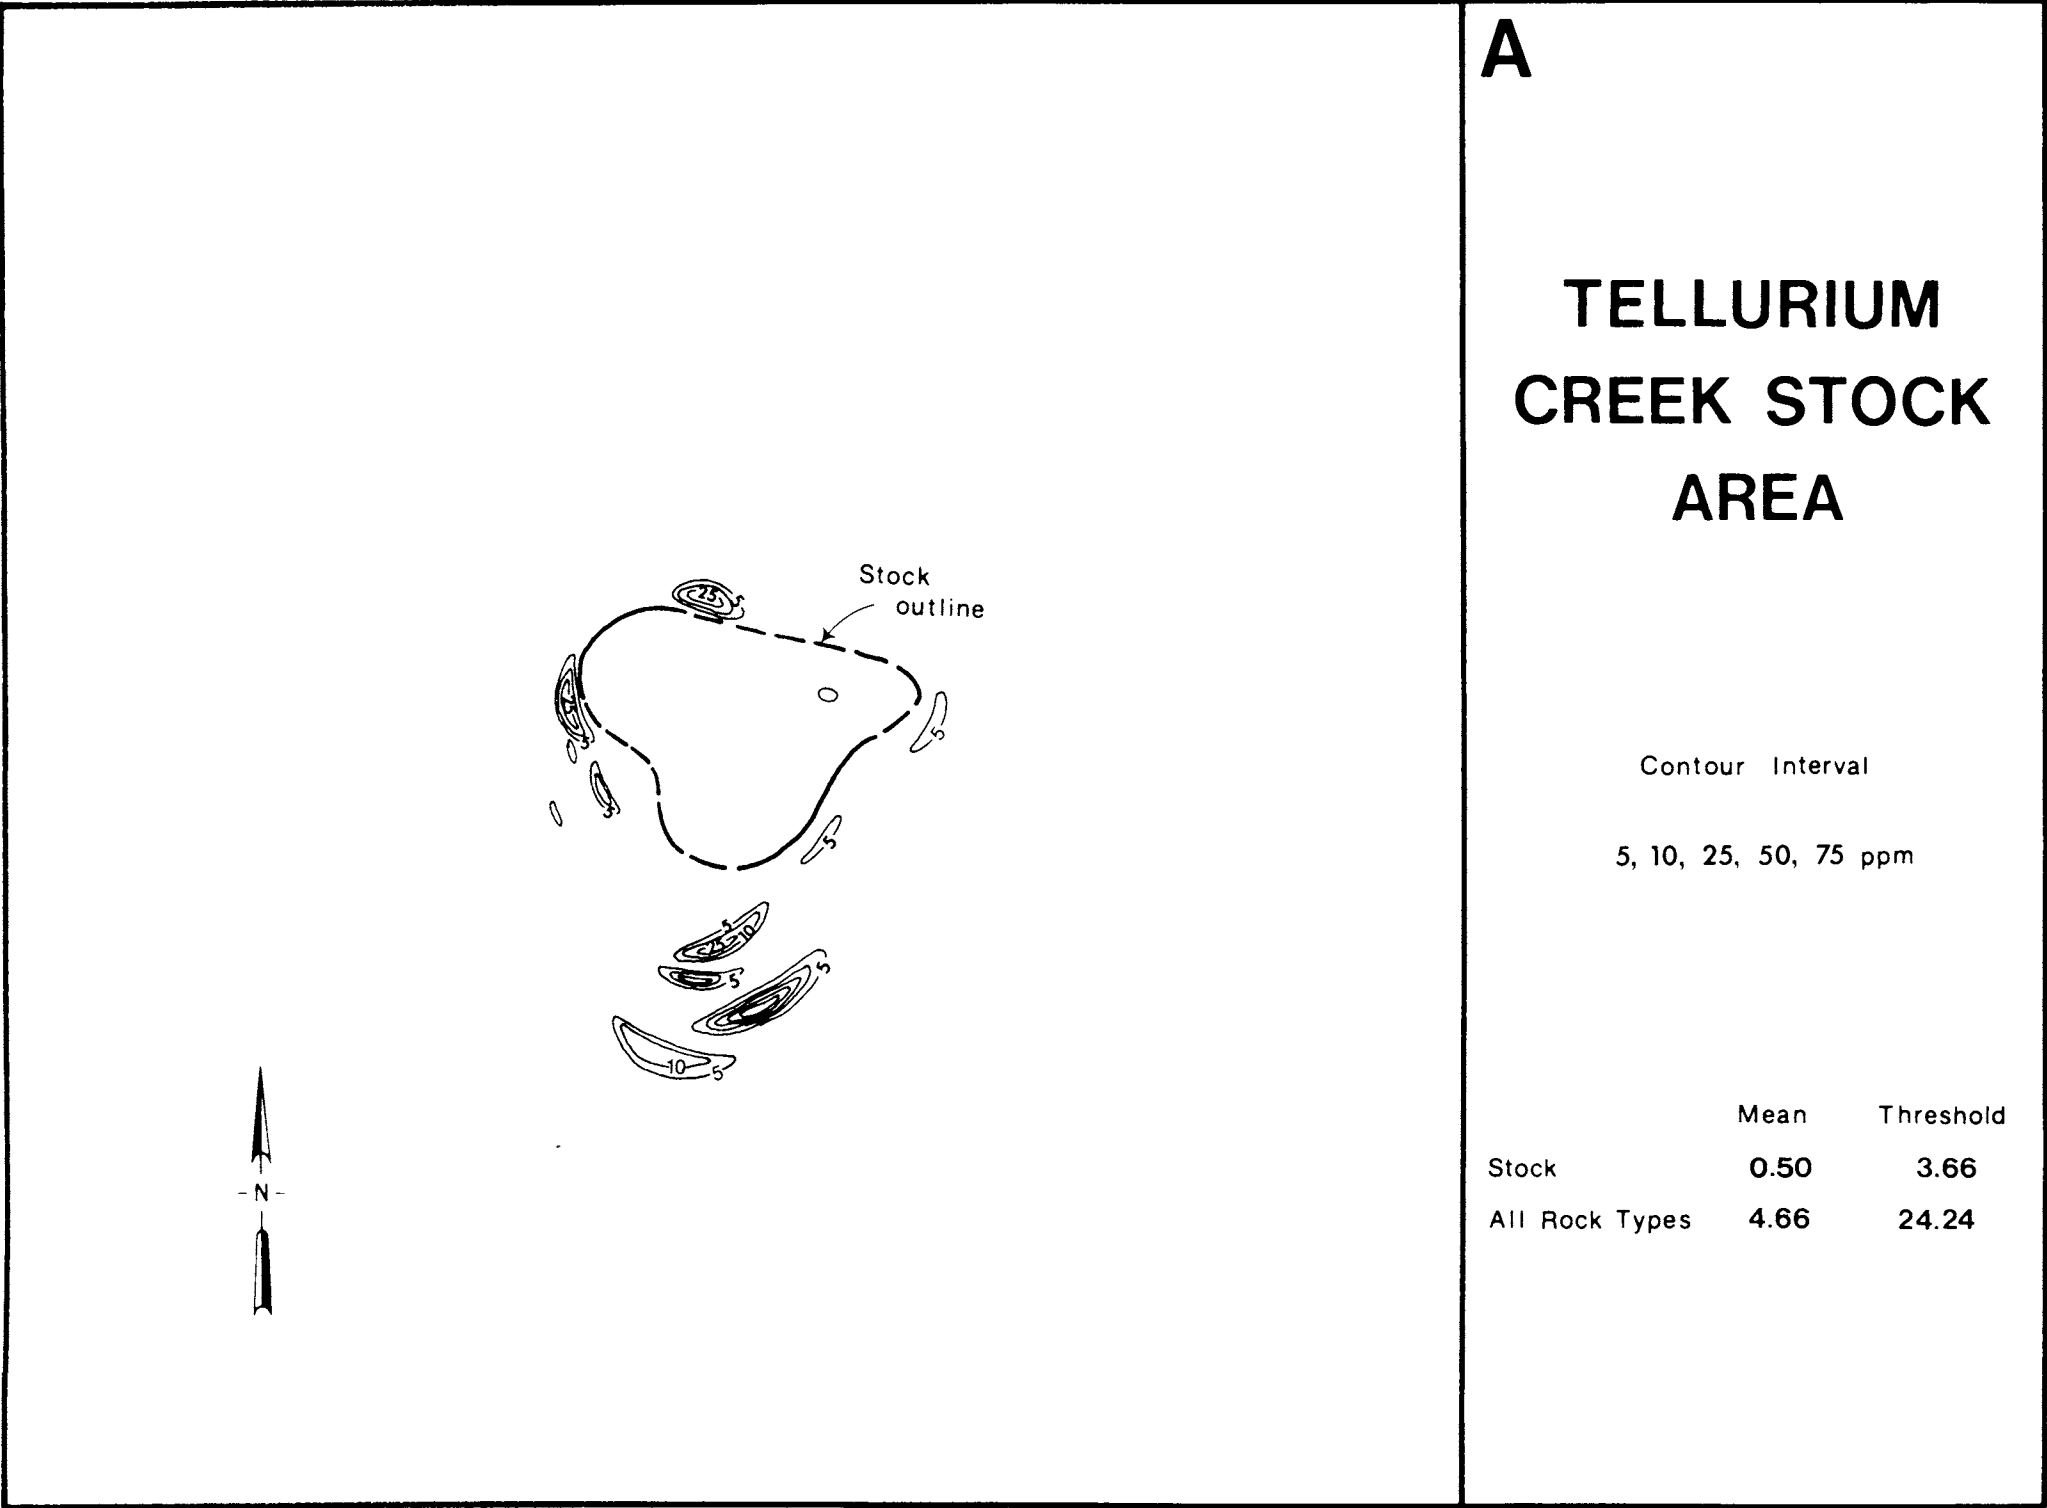 A
TELLURIUM
CREEK STOCK
AREA
Stock
outline
25
5
25
5
5
5
5
5
25
10
5
5
10
5
- N -
Contour Interval
5, 10, 25, 50, 75 ppm
Mean Threshold
Stock 0.50 3.66
All Rock Types 4.66 24.24